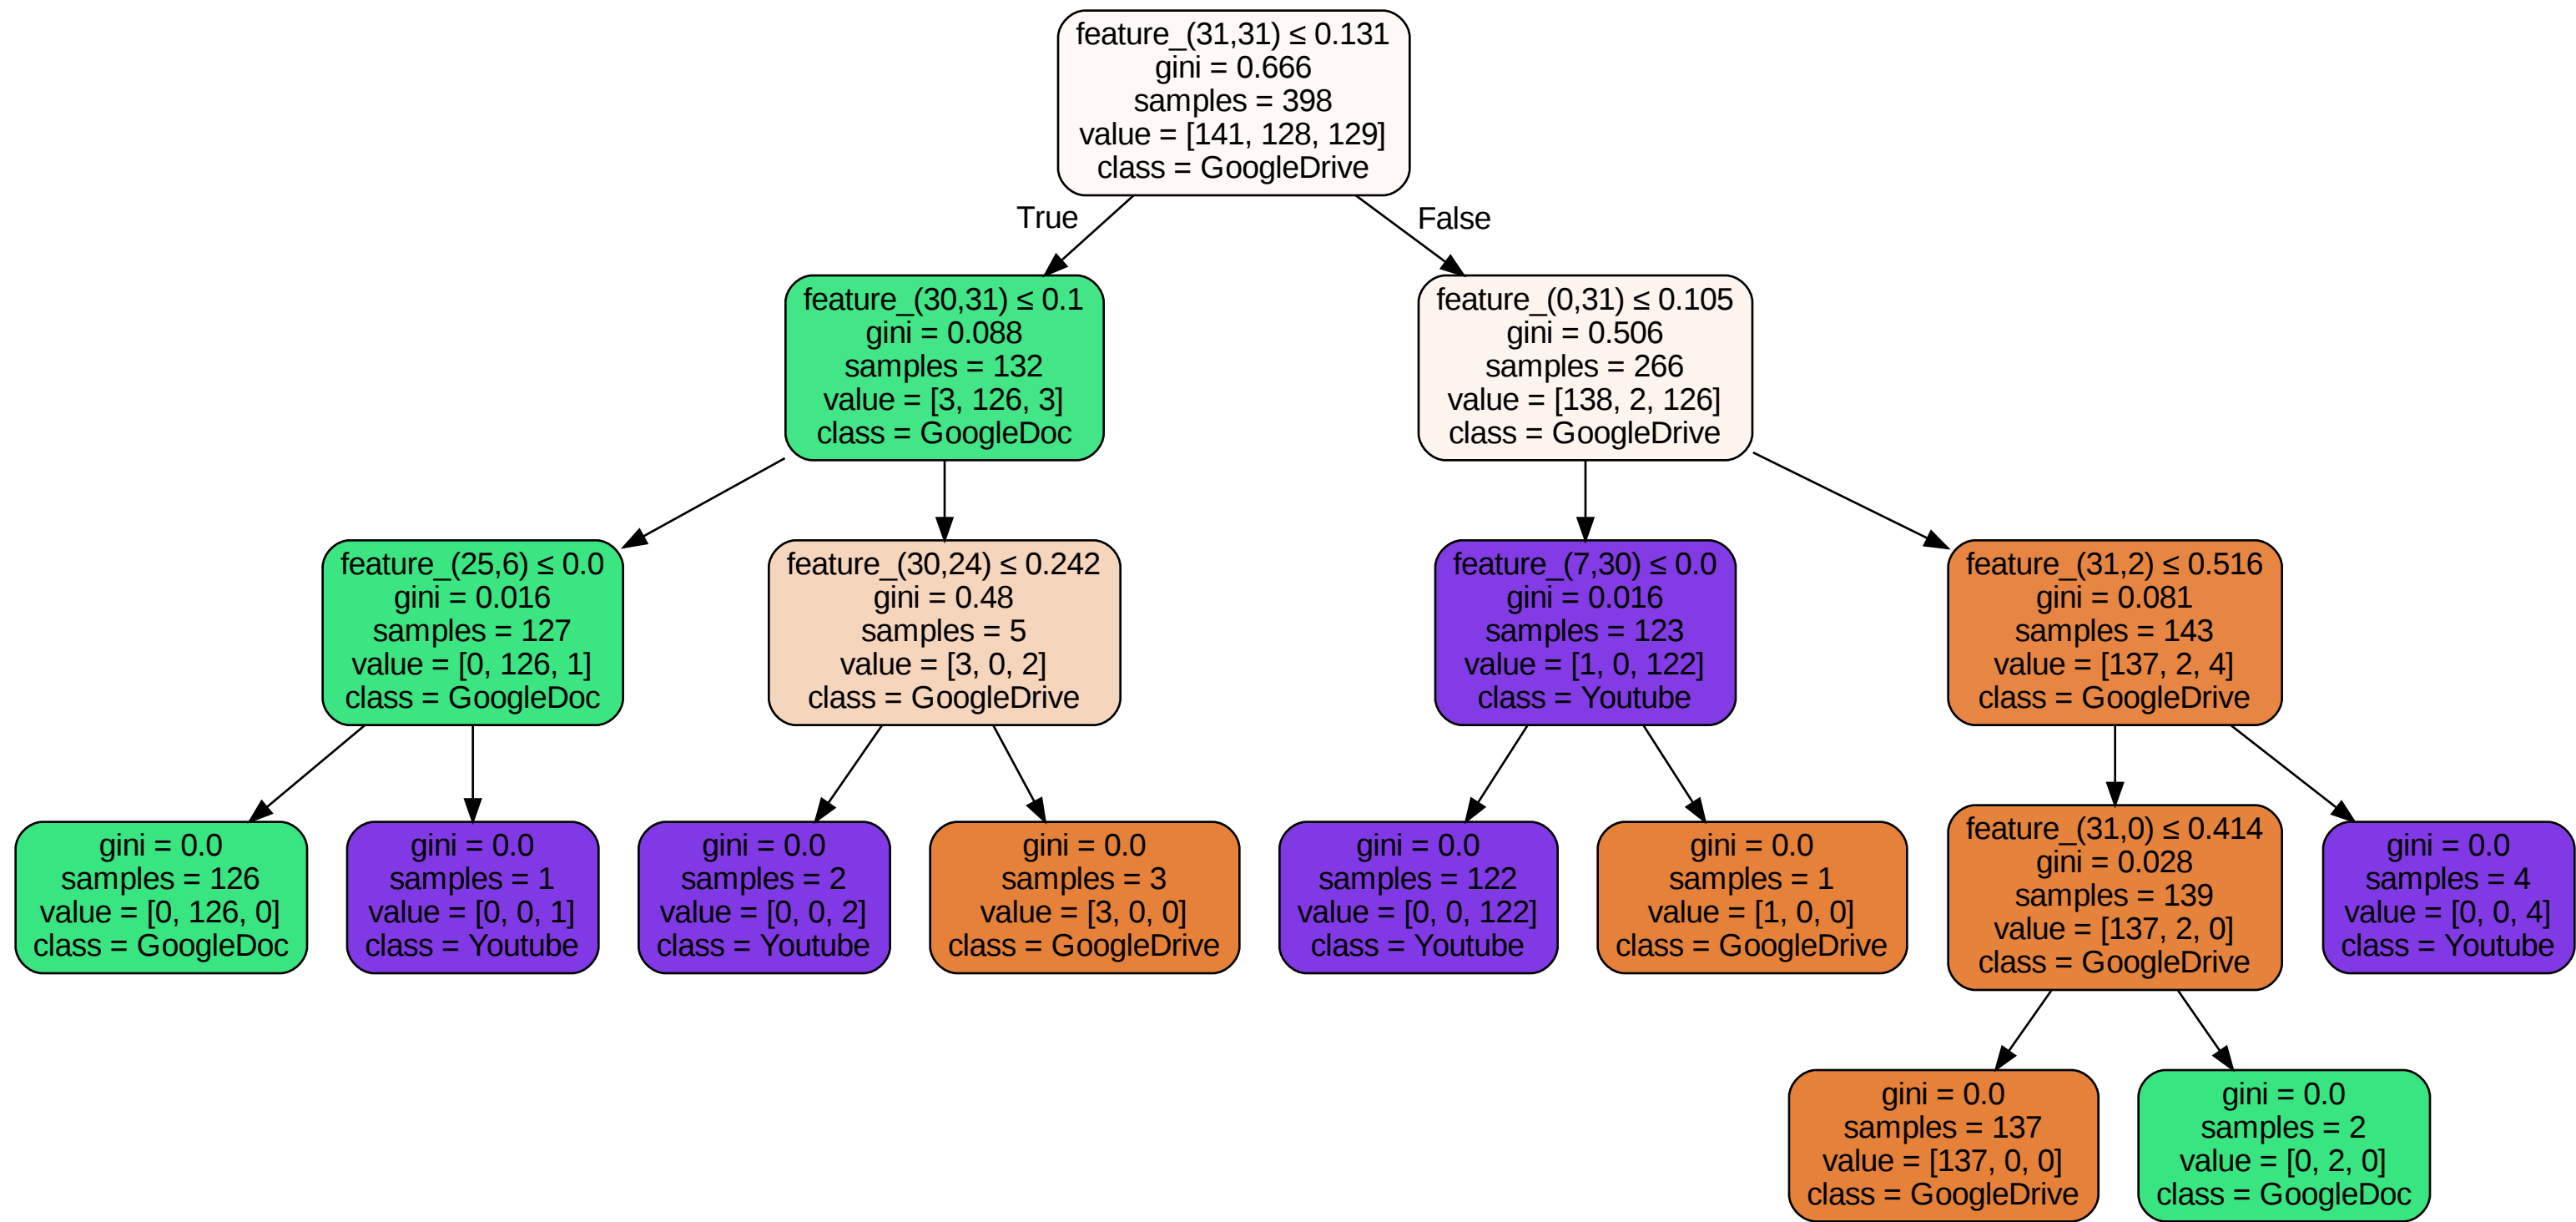 feature_(31,31) ≤ 0.131
gini = 0.666
samples = 398
value = [141, 128, 129]
class = GoogleDrive
True
False
feature_(30,31) ≤ 0.1
gini = 0.088
samples = 132
value = [3, 126, 3]
class = GoogleDoc
feature_(0,31) ≤ 0.105
gini = 0.506
samples = 266
value = [138, 2, 126]
class = GoogleDrive
feature_(25,6) ≤ 0.0
gini = 0.016
samples = 127
value = [0, 126, 1]
class = GoogleDoc
feature_(30,24) ≤ 0.242
gini = 0.48
samples = 5
value = [3, 0, 2]
class = GoogleDrive
feature_(7,30) ≤ 0.0
gini = 0.016
samples = 123
value = [1, 0, 122]
class = Youtube
feature_(31,2) ≤ 0.516
gini = 0.081
samples = 143
value = [137, 2, 4]
class = GoogleDrive
gini = 0.0
samples = 126
value = [0, 126, 0]
class = GoogleDoc
gini = 0.0
samples = 1
value = [0, 0, 1]
class = Youtube
gini = 0.0
samples = 2
value = [0, 0, 2]
class = Youtube
gini = 0.0
samples = 3
value = [3, 0, 0]
class = GoogleDrive
gini = 0.0
samples = 122
value = [0, 0, 122]
class = Youtube
gini = 0.0
samples = 1
value = [1, 0, 0]
class = GoogleDrive
feature_(31,0) ≤ 0.414
gini = 0.028
samples = 139
value = [137, 2, 0]
class = GoogleDrive
gini = 0.0
samples = 4
value = [0, 0, 4]
class = Youtube
gini = 0.0
samples = 137
value = [137, 0, 0]
class = GoogleDrive
gini = 0.0
samples = 2
value = [0, 2, 0]
class = GoogleDoc